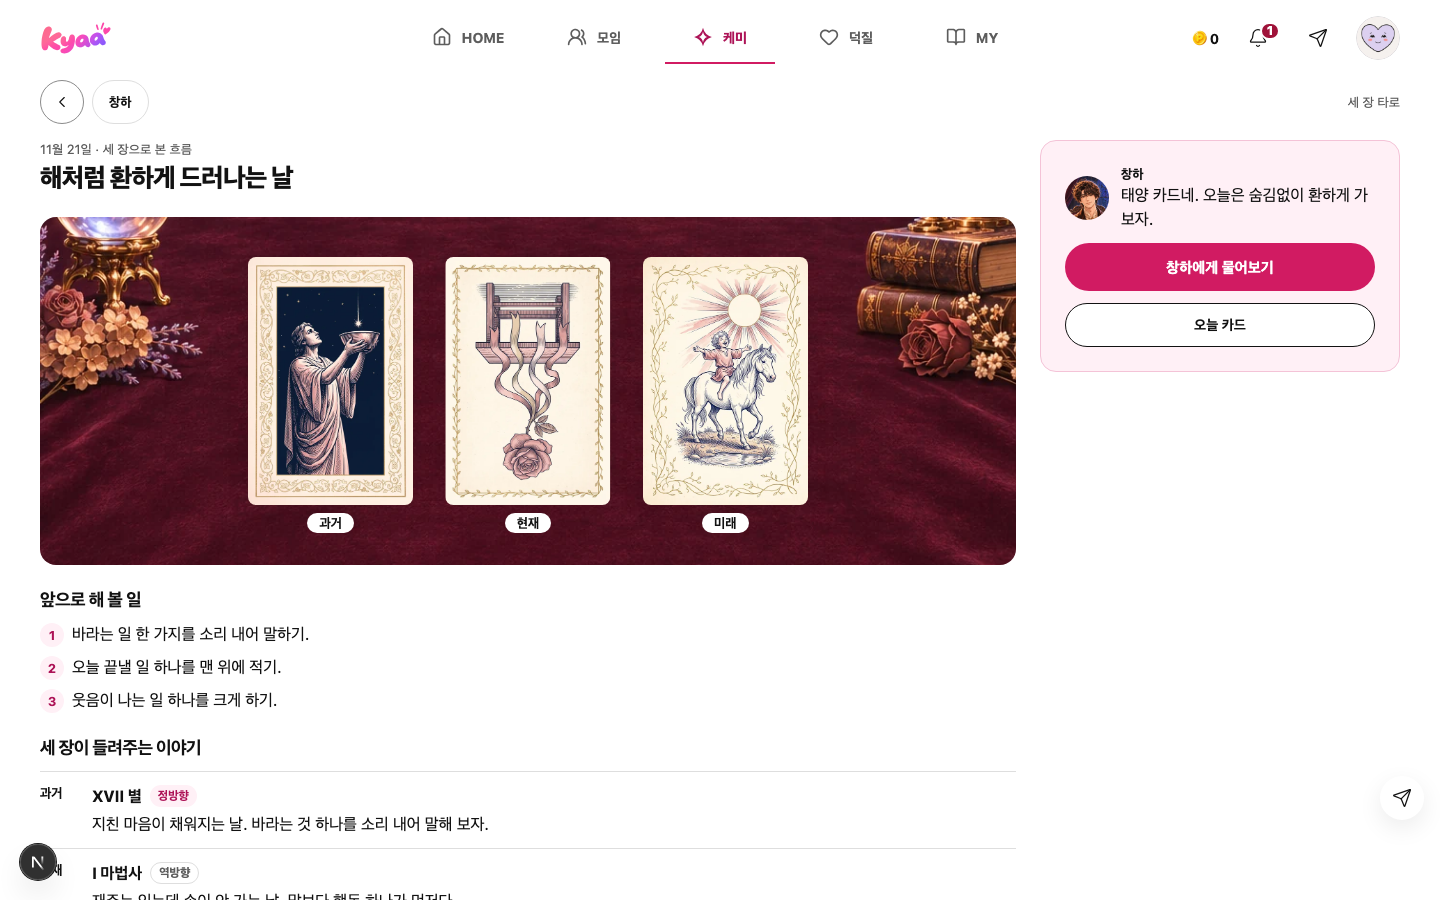 kyaa
HOME
모임
케미
덕질
MY
0
1
창하
세 장 타로
11월 21일 · 세 장으로 본 흐름
해처럼 환하게 드러나는 날
과거
현재
미래
창하
태양 카드네. 오늘은 숨김없이 환하게 가
보자.
창하에게 물어보기
오늘 카드
앞으로 해 볼 일
1 바라는 일 한 가지를 소리 내어 말하기.
2 오늘 끝낼 일 하나를 맨 위에 적기.
3 웃음이 나는 일 하나를 크게 하기.
세 장이 들려주는 이야기
과거
XVII 별 정방향
지친 마음이 채워지는 날. 바라는 것 하나를 소리 내어 말해 보자.
N
재
I 마법사 역방향